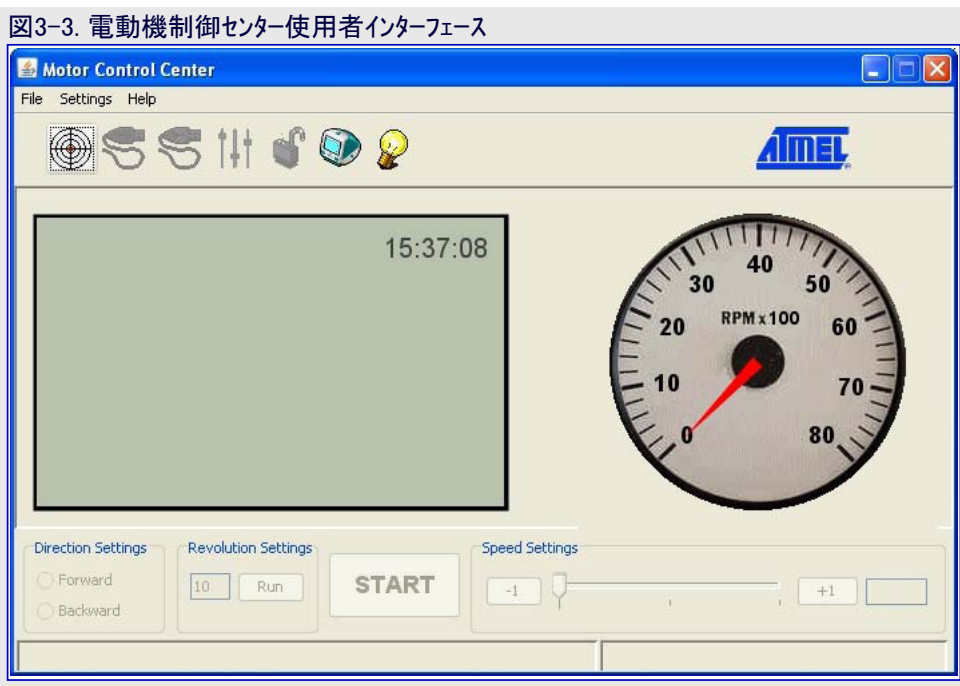 図3-3. 電動機制御センター使用者インターフェース
Motor Control Center
File Settings Help
ATMEL
15:37:08
0
10
20
30
40
50
60
70
80
RPM x 100
Direction Settings
Forward
Backward
Revolution Settings
10 Run
START
Speed Settings
-1 +1